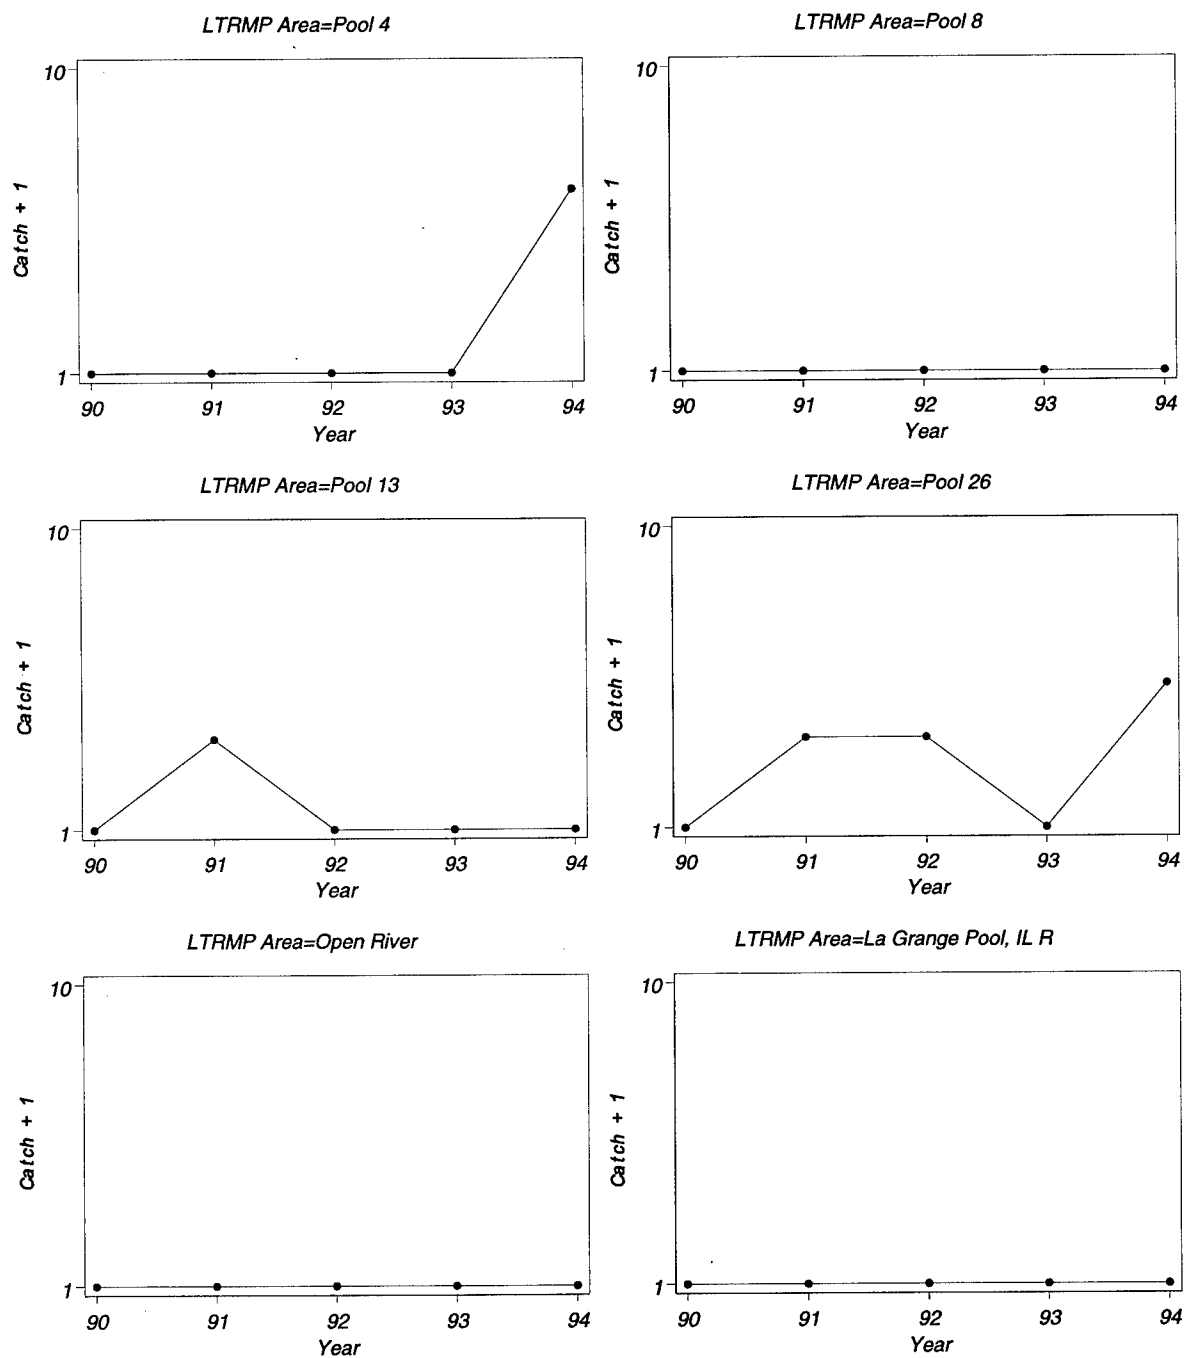 LTRMP Area=Pool 4
10
Catch + 1
1
90 91 92 93 94
Year
LTRMP Area=Pool 8
10
Catch + 1
1
90 91 92 93 94
Year
LTRMP Area=Pool 13
10
Catch + 1
1
90 91 92 93 94
Year
LTRMP Area=Pool 26
10
Catch + 1
1
90 91 92 93 94
Year
LTRMP Area=Open River
10
Catch + 1
1
90 91 92 93 94
Year
LTRMP Area=La Grange Pool, IL R
10
Catch + 1
1
90 91 92 93 94
Year